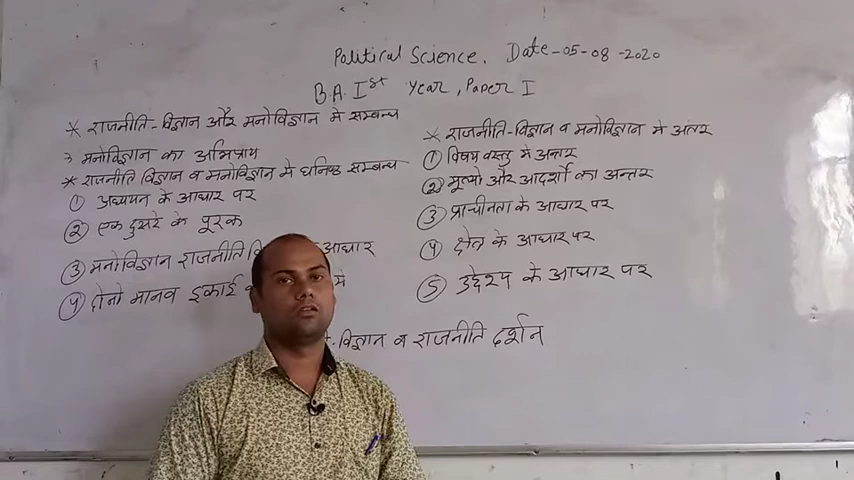 Political Science. Date-05-08-2020
B.A. Ist Year, Paper I
* राजनीति-विज्ञान और मनोविज्ञान में सम्बन्ध
→ मनोविज्ञान का अभिप्राय
* राजनीति विज्ञान व मनोविज्ञान में घनिष्ठ सम्बन्ध
① अध्ययन के आधार पर
② एक दुसरे के पूरक
③ मनोविज्ञान राजनीति वि आधार
④ दोनो मानव इकाई में
* राजनीति-विज्ञान व मनोविज्ञान में अंतर
① विषय वस्तु में अन्तर
② मूल्यो और आदर्शो का अन्तर
③ प्राचीनता के आधार पर
④ क्षेत्र के आधार पर
⑤ उद्देश्य के आधार पर
विज्ञान व राजनीति दर्शन